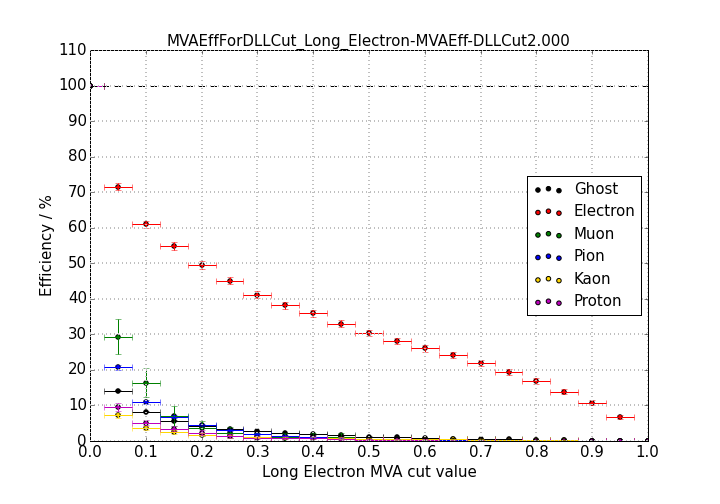 MVAEffForDLLCut_Long_Electron-MVAEff-DLLCut2.000
110
100
90
80
70
60
50
40
30
20
10
0
Efficiency / %
Ghost
Electron
Muon
Pion
Kaon
Proton
0.0 0.1 0.2 0.3 0.4 0.5 0.6 0.7 0.8 0.9 1.0
Long Electron MVA cut value